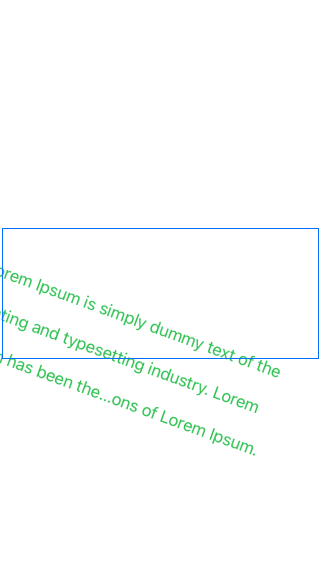 orem Ipsum is simply dummy text of the
ting and typesetting industry. Lorem
has been the...ons of Lorem Ipsum.